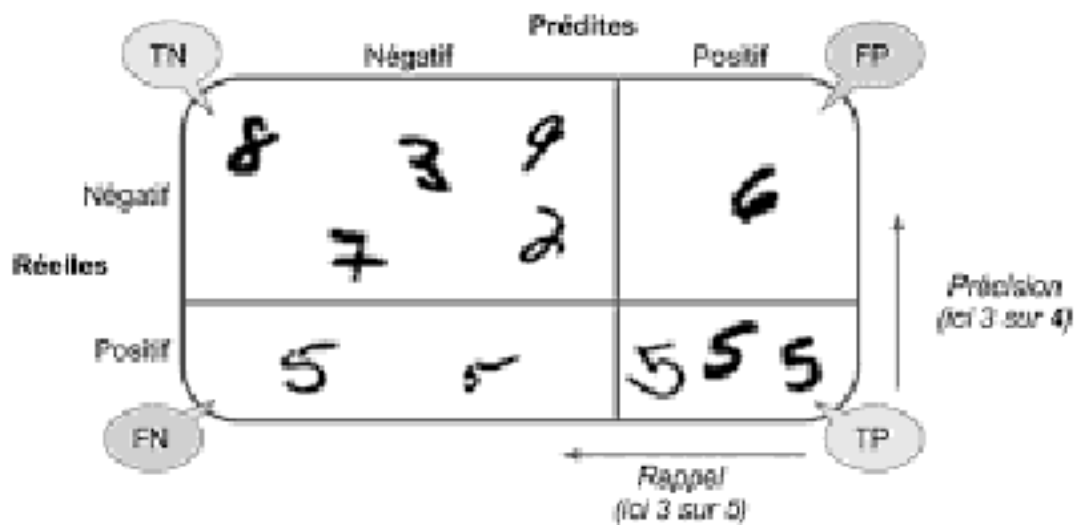 Prédites
TN
Négatif
Positif
FP
8 3 9
6
Négatif
7 2
Réelles
Précision
(ici 3 sur 4)
Positif
5 5 5 5 5
FN
TP
Rappel
(ici 3 sur 5)